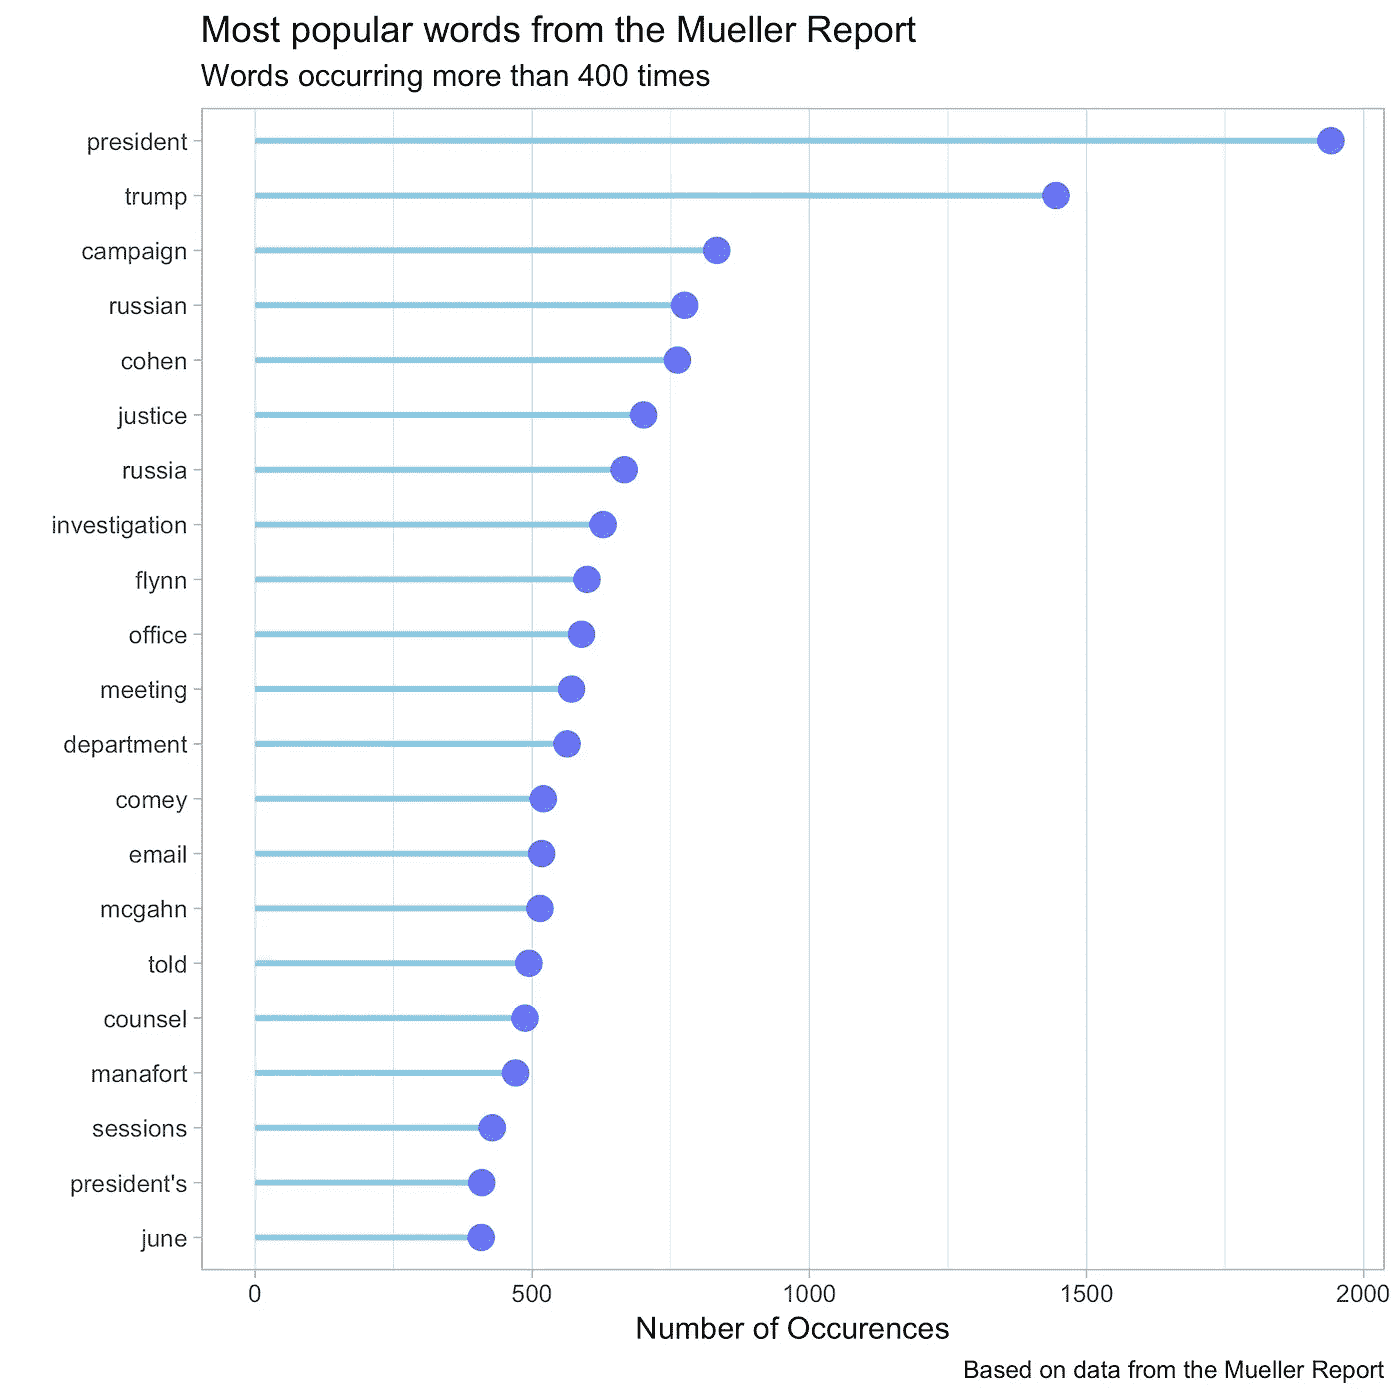 Most popular words from the Mueller Report
Words occurring more than 400 times
president
trump
campaign
russian
cohen
justice
russia
investigation
flynn
office
meeting
department
comey
email
mcgahn
told
counsel
manafort
sessions
president's
june
0 500 1000 1500 2000
Number of Occurences
Based on data from the Mueller Report